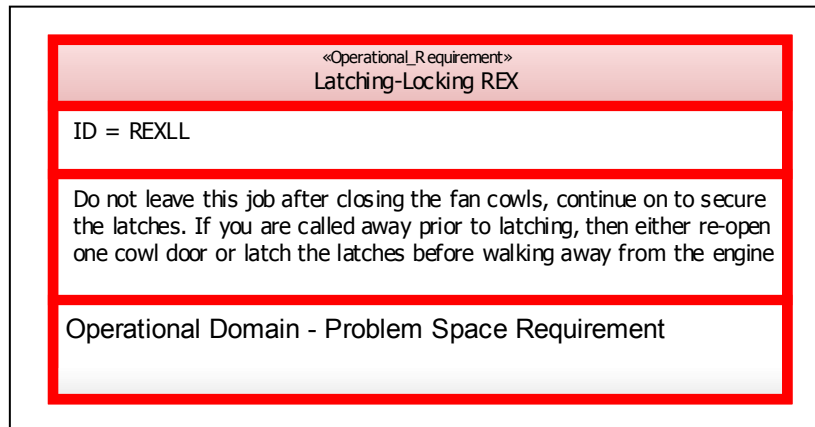 «Operational_Requirement»
Latching-Locking REX
ID = REXLL
Do not leave this job after closing the fan cowls, continue on to secure
the latches. If you are called away prior to latching, then either re-open
one cowl door or latch the latches before walking away from the engine
Operational Domain - Problem Space Requirement